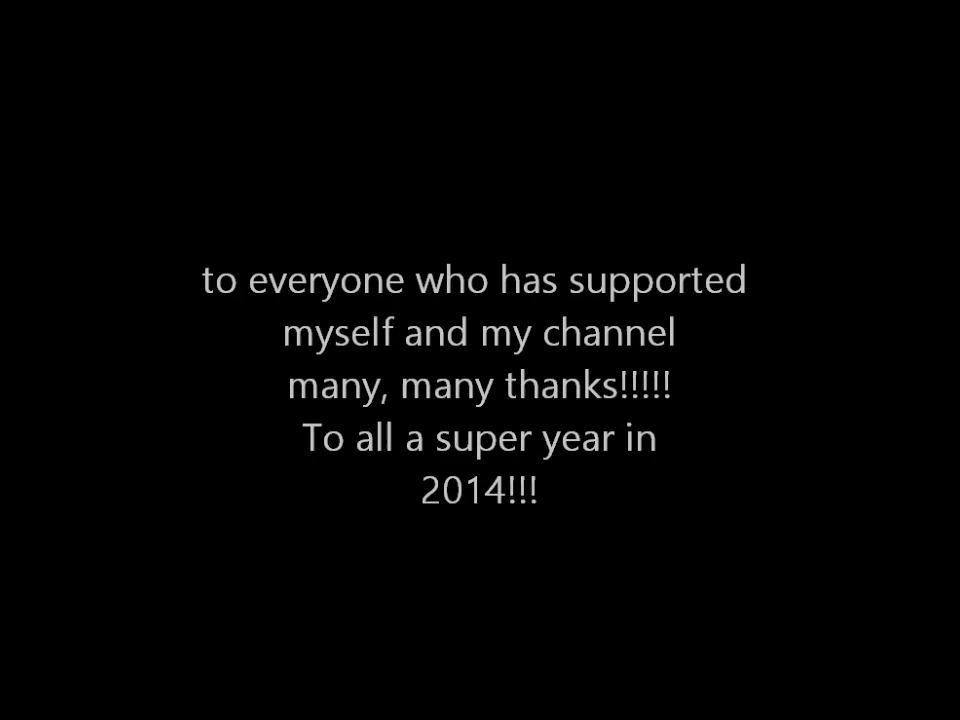 to everyone who has supported
myself and my channel
many, many thanks!!!!!
To all a super year in
2014!!!